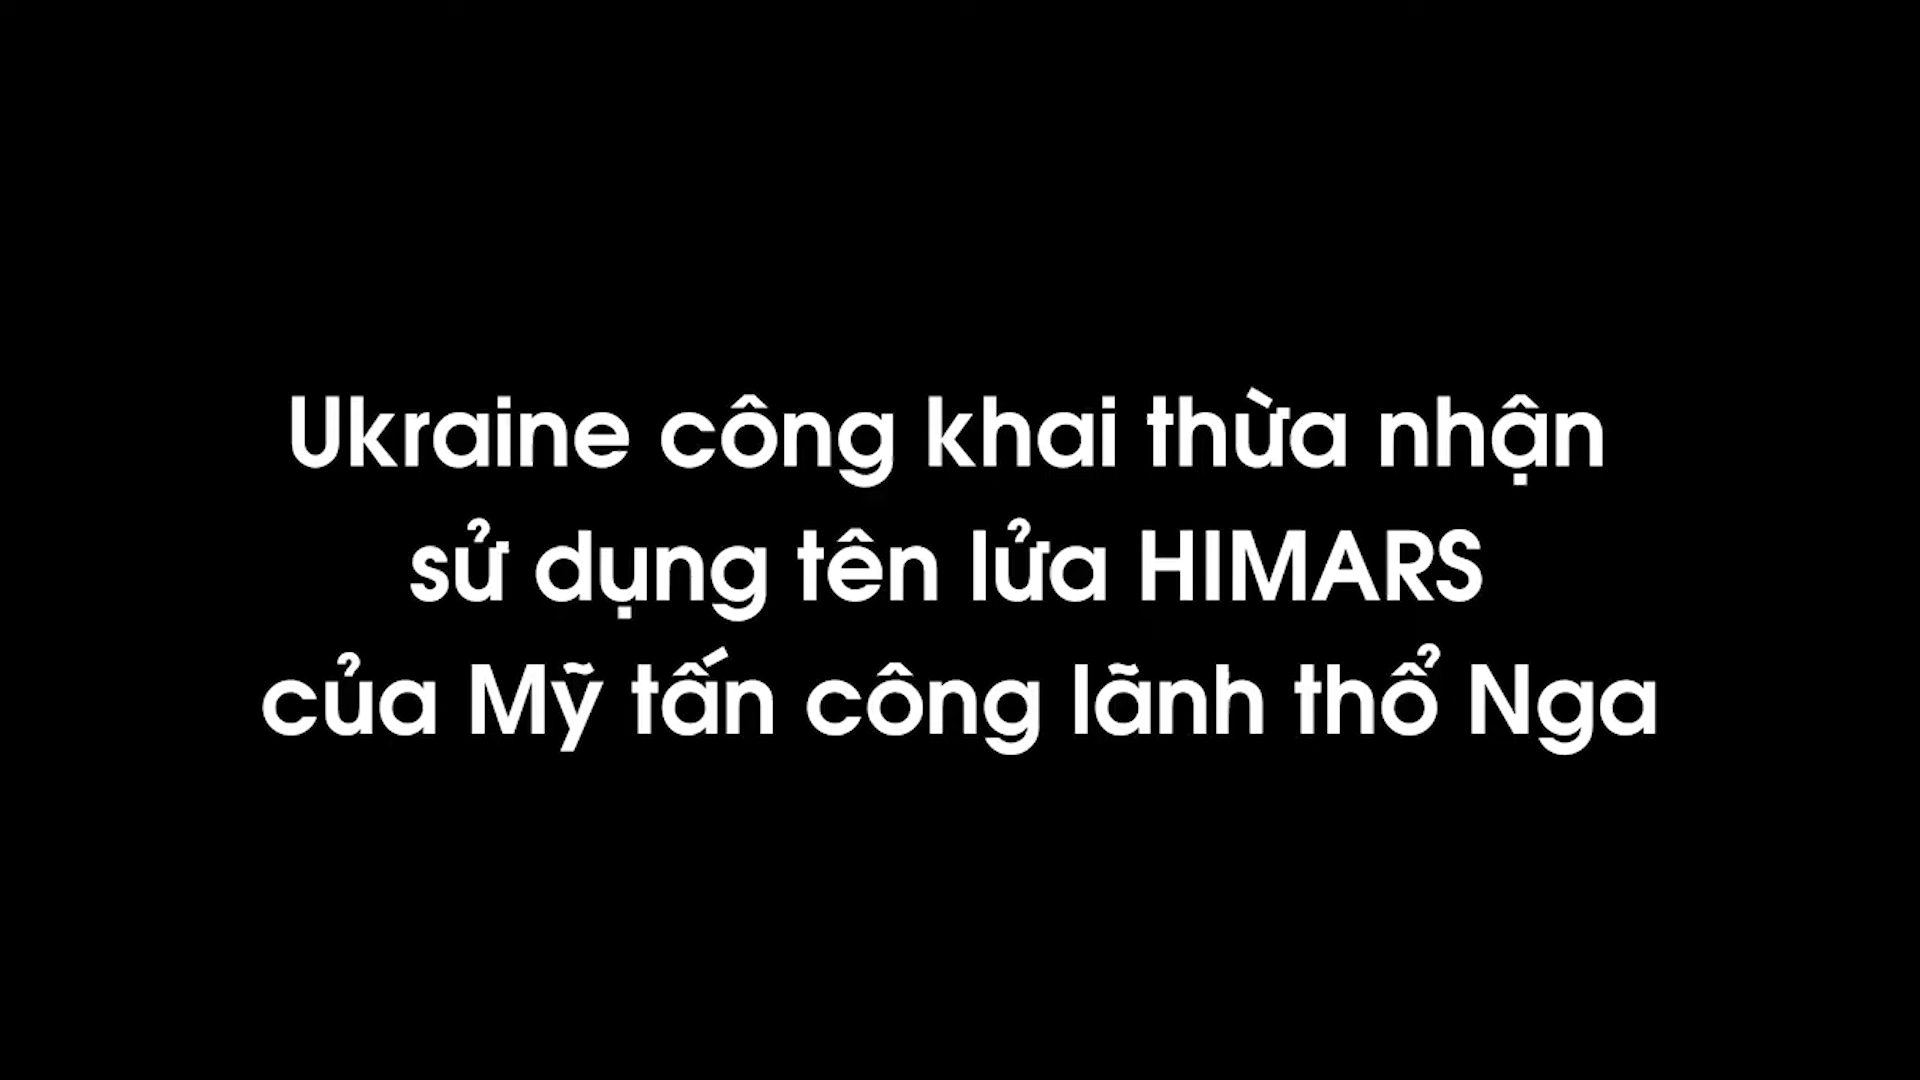 Ukraine công khai thừa nhận
sử dụng tên lửa HIMARS
của Mỹ tấn công lãnh thổ Nga